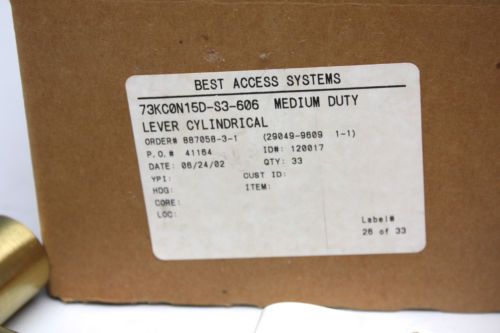 BEST ACCESS SYSTEMS
73KC0N15D-S3-606 MEDIUM DUTY
LEVER CYLINDRICAL
ORDER# 887058-3-1 (29049-9609 1-1)
P.O. # 41164 ID#: 120017
DATE: 06/24/02 QTY: 33
YPI: CUST ID:
HDG: ITEM:
CORE:
LOC:
Label#
26 of 33